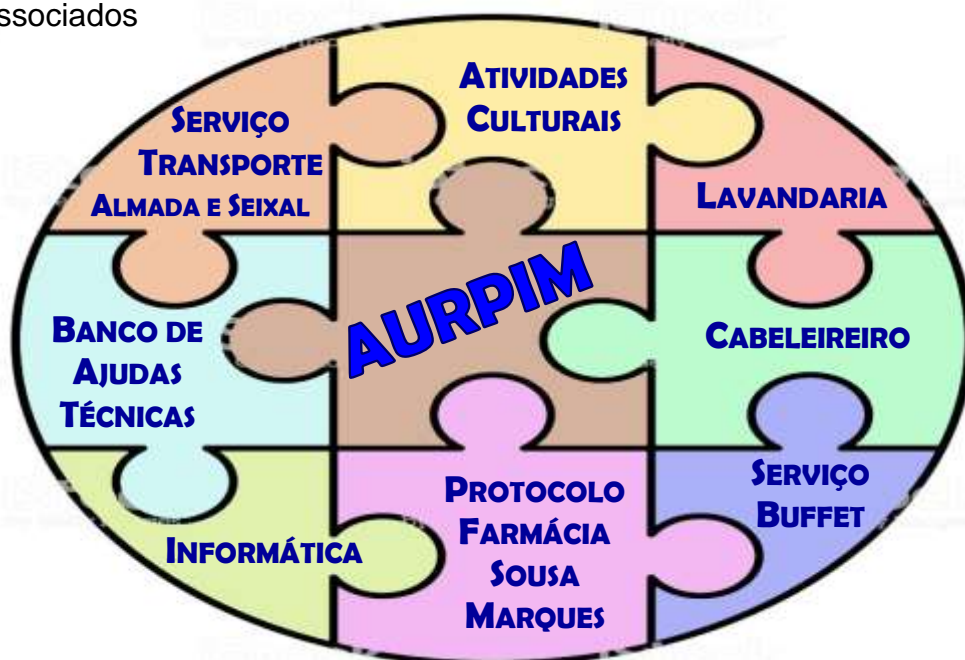 ssociados
ATIVIDADES
CULTURAIS
SERVIÇO
TRANSPORTE
ALMADA E SEIXAL
LAVANDARIA
AURPIM
BANCO DE
AJUDAS
TÉCNICAS
CABELEIREIRO
SERVIÇO
BUFFET
PROTOCOLO
FARMÁCIA
SOUSA
MARQUES
INFORMÁTICA